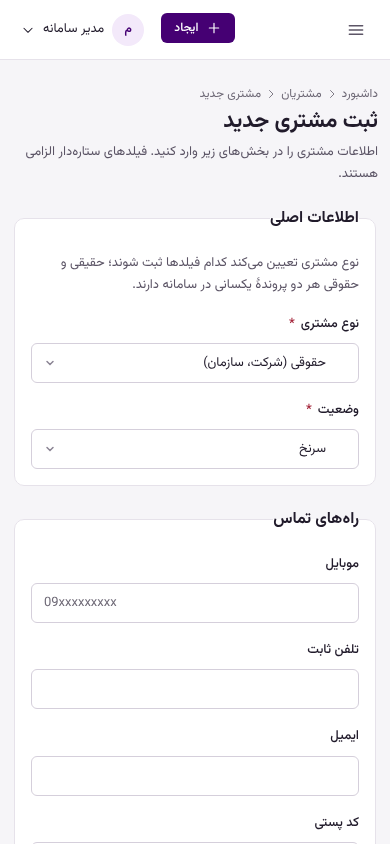 ایجاد
م
مدیر سامانه
داشبورد
مشتریان
مشتری جدید
ثبت مشتری جدید
اطلاعات مشتری را در بخش‌های زیر وارد کنید. فیلدهای ستاره‌دار الزامی
هستند.
اطلاعات اصلی
نوع مشتری تعیین می‌کند کدام فیلدها ثبت شوند؛ حقیقی و
حقوقی هر دو پروندهٔ یکسانی در سامانه دارند.
نوع مشتری *
حقوقی (شرکت، سازمان)
وضعیت *
سرنخ
راه‌های تماس
موبایل
09xxxxxxxxx
تلفن ثابت
ایمیل
کد پستی